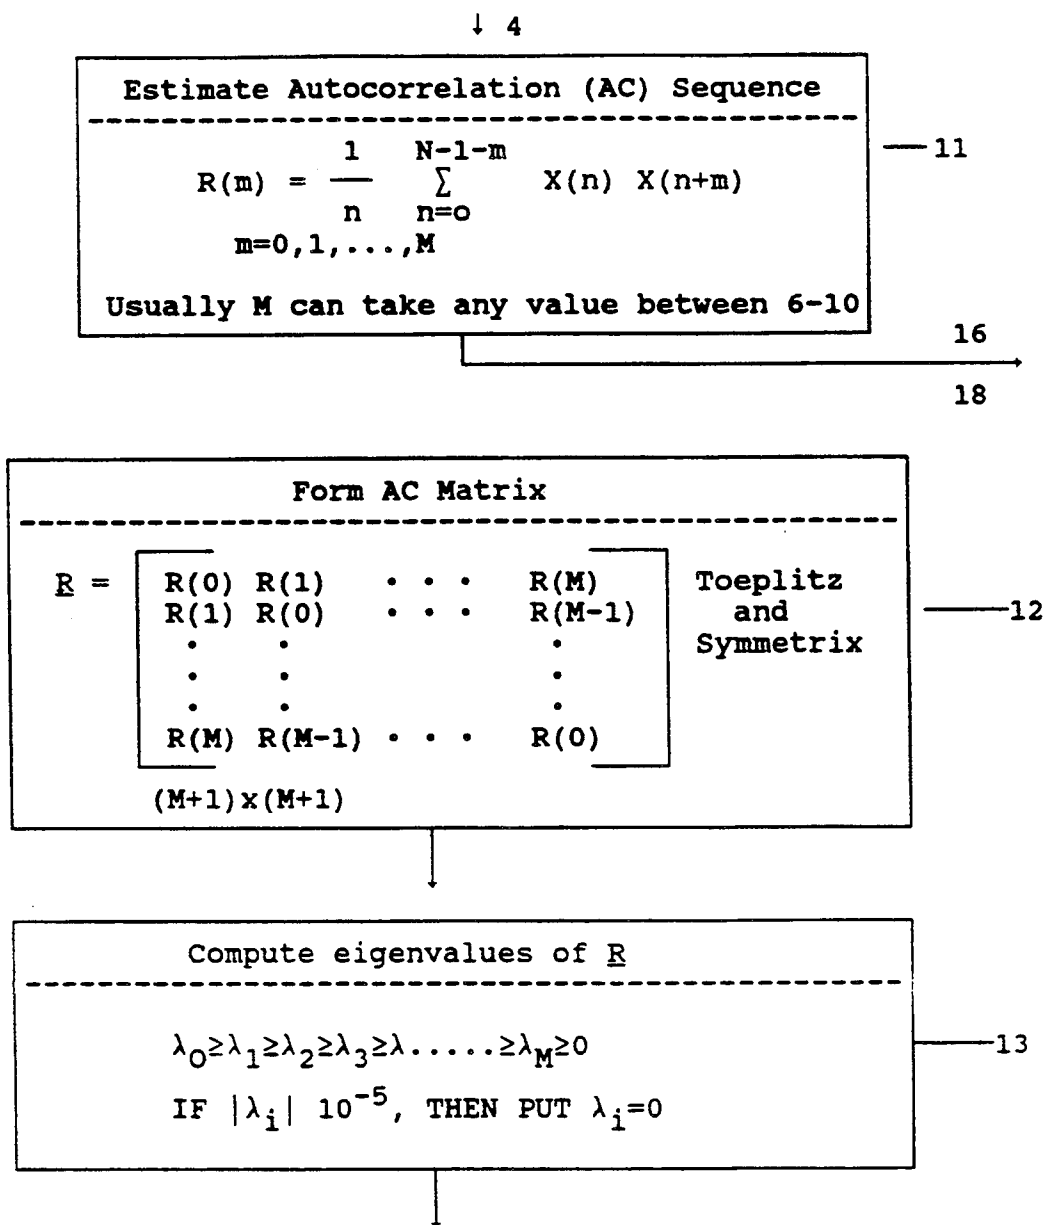 ↓ 4
Estimate Autocorrelation (AC) Sequence
1 N-1-m
R(m) = — ∑ X(n) X(n+m)
n n=o
m=0,1,...,M
Usually M can take any value between 6-10
11
16
18
Form AC Matrix
R = R(0) R(1) • • • R(M) Toeplitz
R(1) R(0) • • • R(M-1) and
• • • Symmetrix
• • •
• • •
R(M) R(M-1) • • • R(0)
(M+1)x(M+1)
12
Compute eigenvalues of R
λ0≥λ1≥λ2≥λ3≥λ.....≥λM≥0
IF |λi| 10-5, THEN PUT λi=0
13